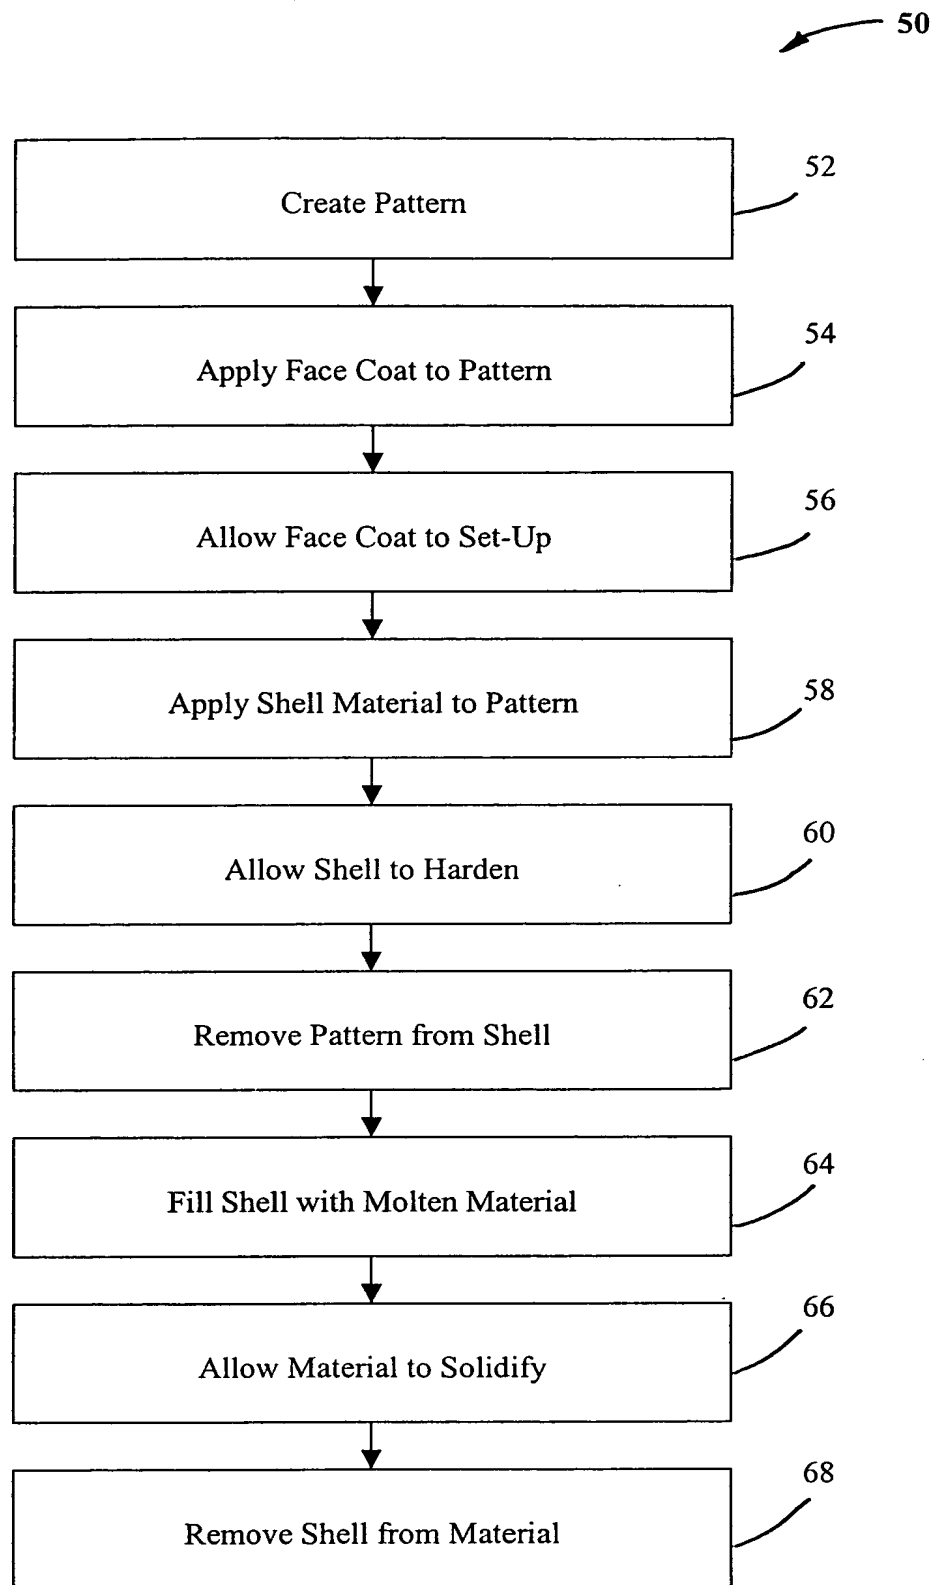 50
Create Pattern
52
Apply Face Coat to Pattern
54
Allow Face Coat to Set-Up
56
Apply Shell Material to Pattern
58
Allow Shell to Harden
60
Remove Pattern from Shell
62
Fill Shell with Molten Material
64
Allow Material to Solidify
66
Remove Shell from Material
68